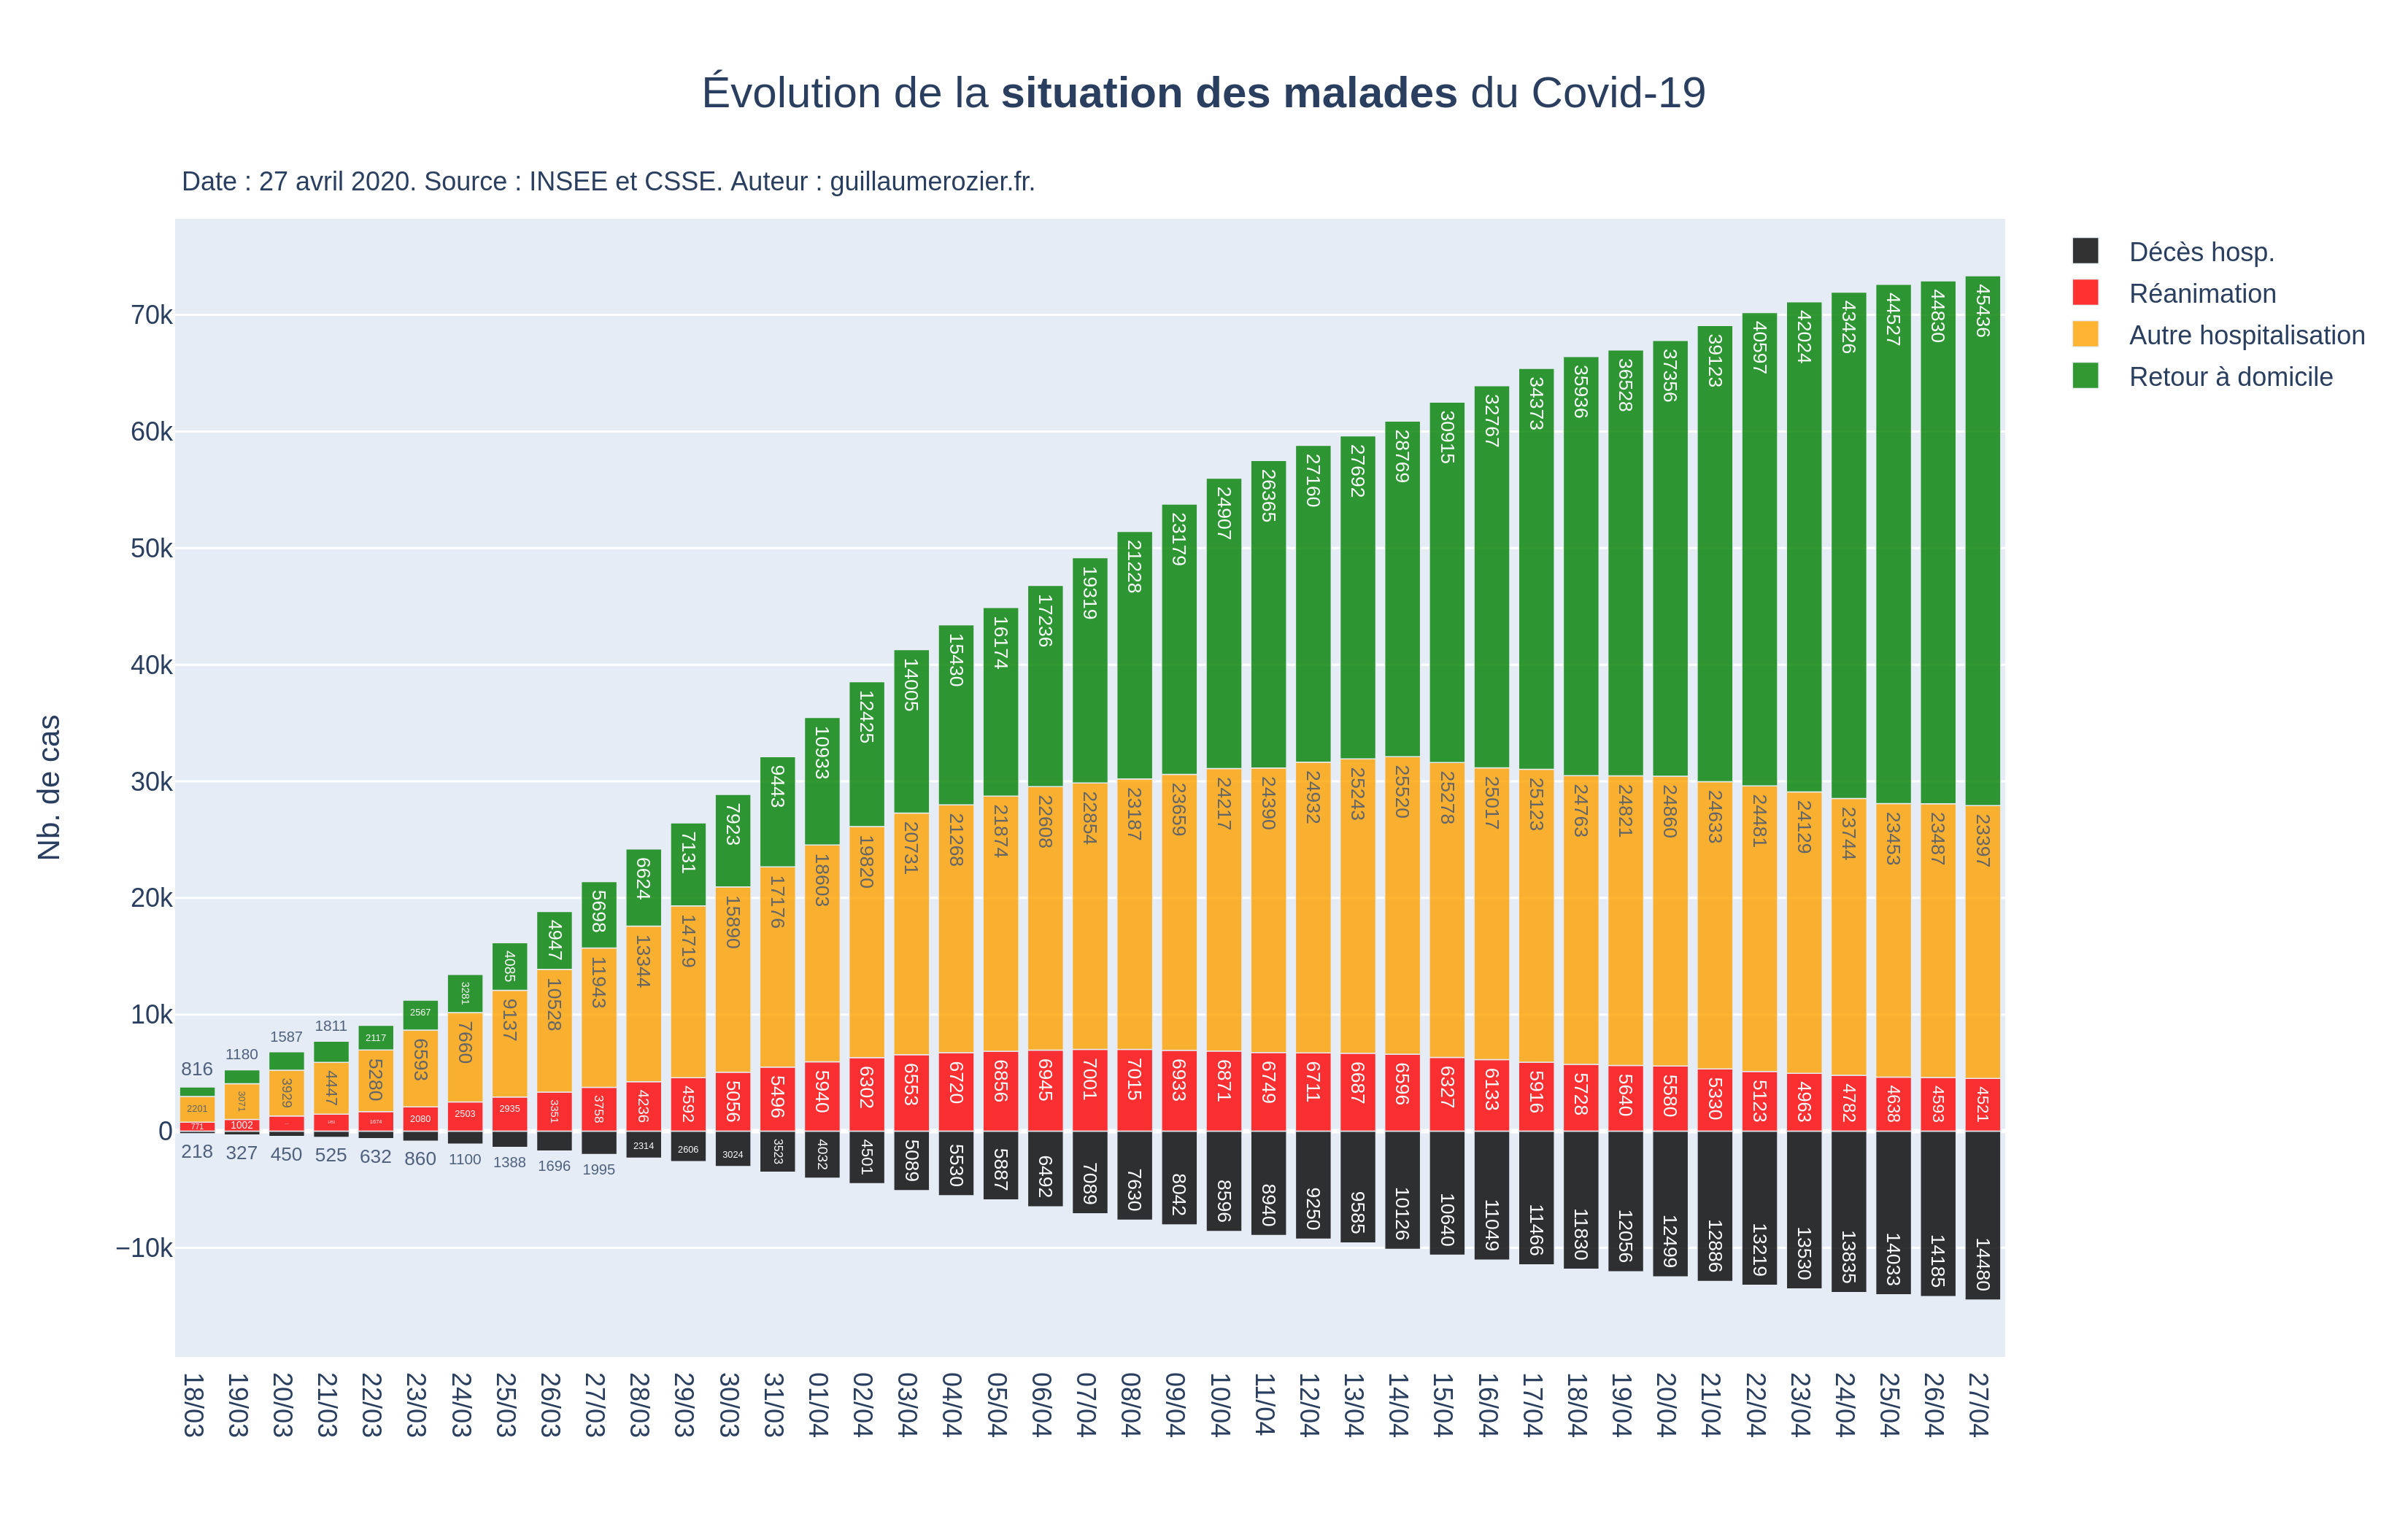 Évolution de la situation des malades du Covid-19
Date : 27 avril 2020. Source : INSEE et CSSE. Auteur : guillaumerozier.fr.
Décès hosp.
Réanimation
Autre hospitalisation
Retour à domicile
Nb. de cas
70k
60k
50k
40k
30k
20k
10k
0
−10k
816 1180 1587 1811 2117 2567 3281 4085 4947 5698 6624 7131 7923 9443 10933 12425 14005 15430 16174 17236 19319 21228 23179 24907 26365 27160 27692 28769 30915 32767 34373 35936 36528 37356 39123 40597 42024 43426 44527 44830 45436
2201 3071 3929 4447 5280 6593 7660 9137 10528 11943 13344 14719 15890 17176 18603 19820 20731 21268 21874 22608 22854 23187 23659 24217 24390 24932 25243 25520 25278 25017 25123 24763 24821 24860 24633 24481 24129 23744 23453 23487 23397
771 1002 1674 2080 2503 2935 3351 3758 4236 4592 5056 5496 5940 6302 6553 6720 6856 6945 7001 7015 6933 6871 6749 6711 6687 6596 6327 6133 5916 5728 5640 5580 5330 5123 4963 4782 4638 4593 4521
218 327 450 525 632 860 1100 1388 1696 1995 2314 2606 3024 3523 4032 4501 5089 5530 5887 6492 7089 7630 8042 8596 8940 9250 9585 10126 10640 11049 11466 11830 12056 12499 12886 13219 13530 13835 14033 14185 14480
18/03 19/03 20/03 21/03 22/03 23/03 24/03 25/03 26/03 27/03 28/03 29/03 30/03 31/03 01/04 02/04 03/04 04/04 05/04 06/04 07/04 08/04 09/04 10/04 11/04 12/04 13/04 14/04 15/04 16/04 17/04 18/04 19/04 20/04 21/04 22/04 23/04 24/04 25/04 26/04 27/04